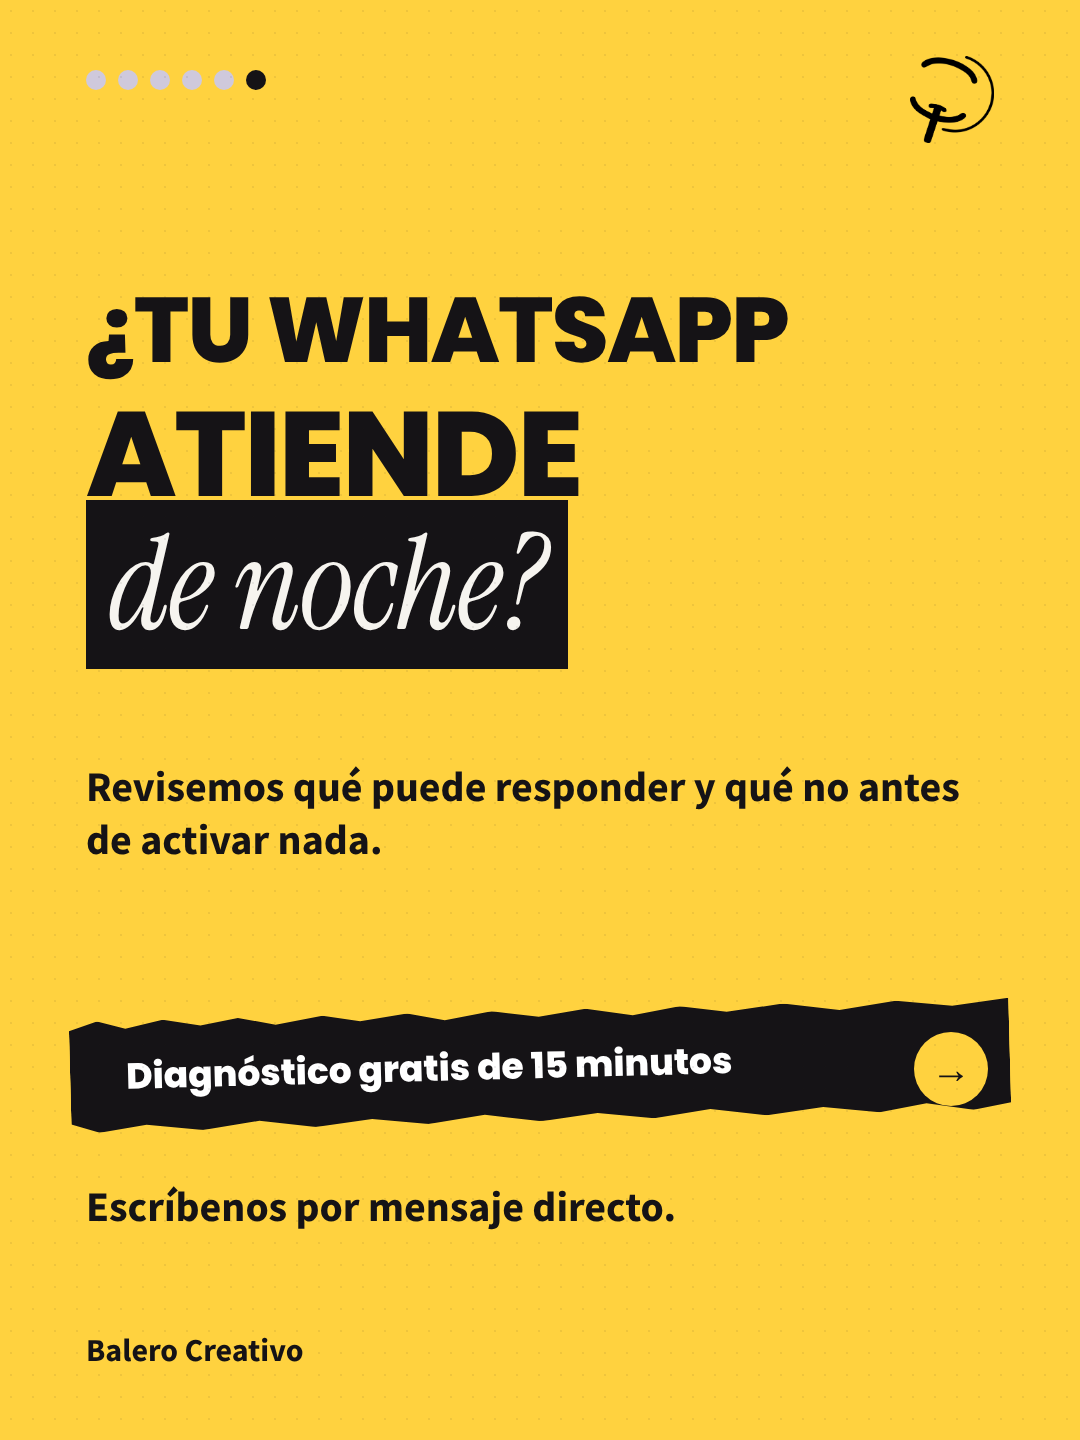 ¿TU WHATSAPP
ATIENDE
de noche?
Revisemos qué puede responder y qué no antes
de activar nada.
Diagnóstico gratis de 15 minutos →
Escríbenos por mensaje directo.
Balero Creativo